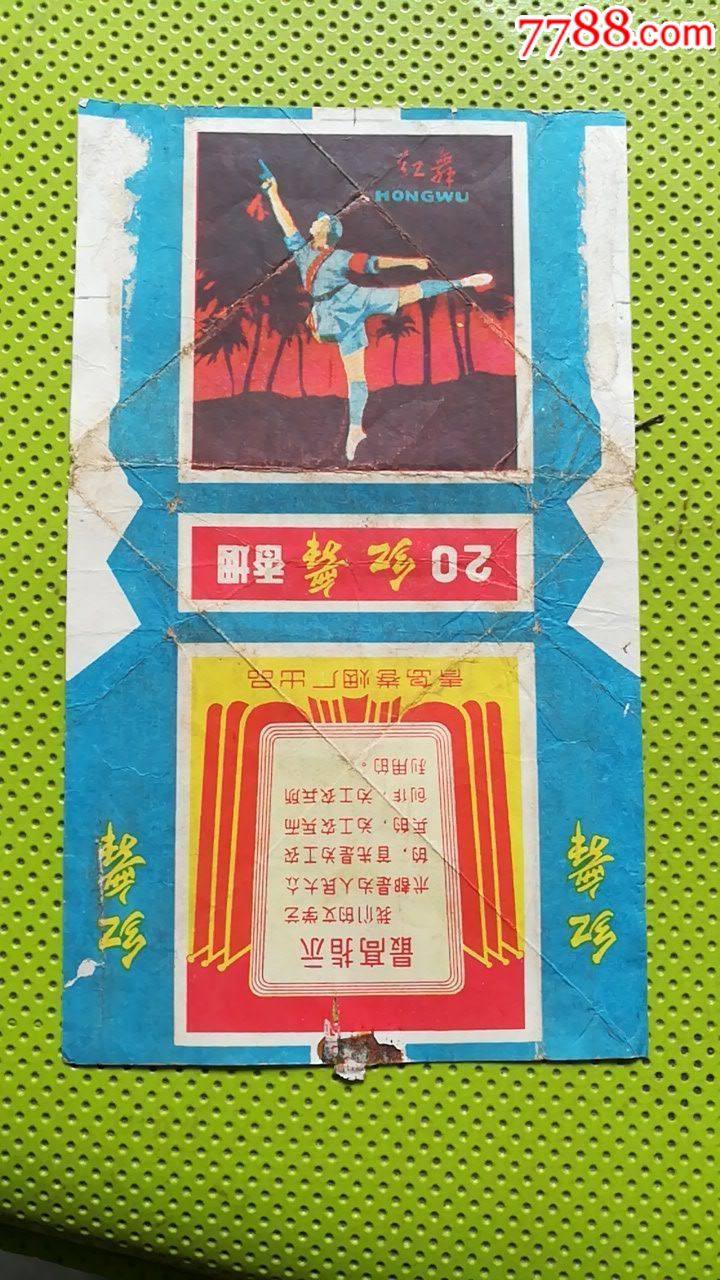 7788.com
红舞
HONGWU
20 红舞 香烟
青岛卷烟厂出品
最高指示
我们的文学艺
术都是为人民大众
的，首先是为工农
兵的，为工农兵而
创作，为工农兵所
利用的。
红舞
红舞